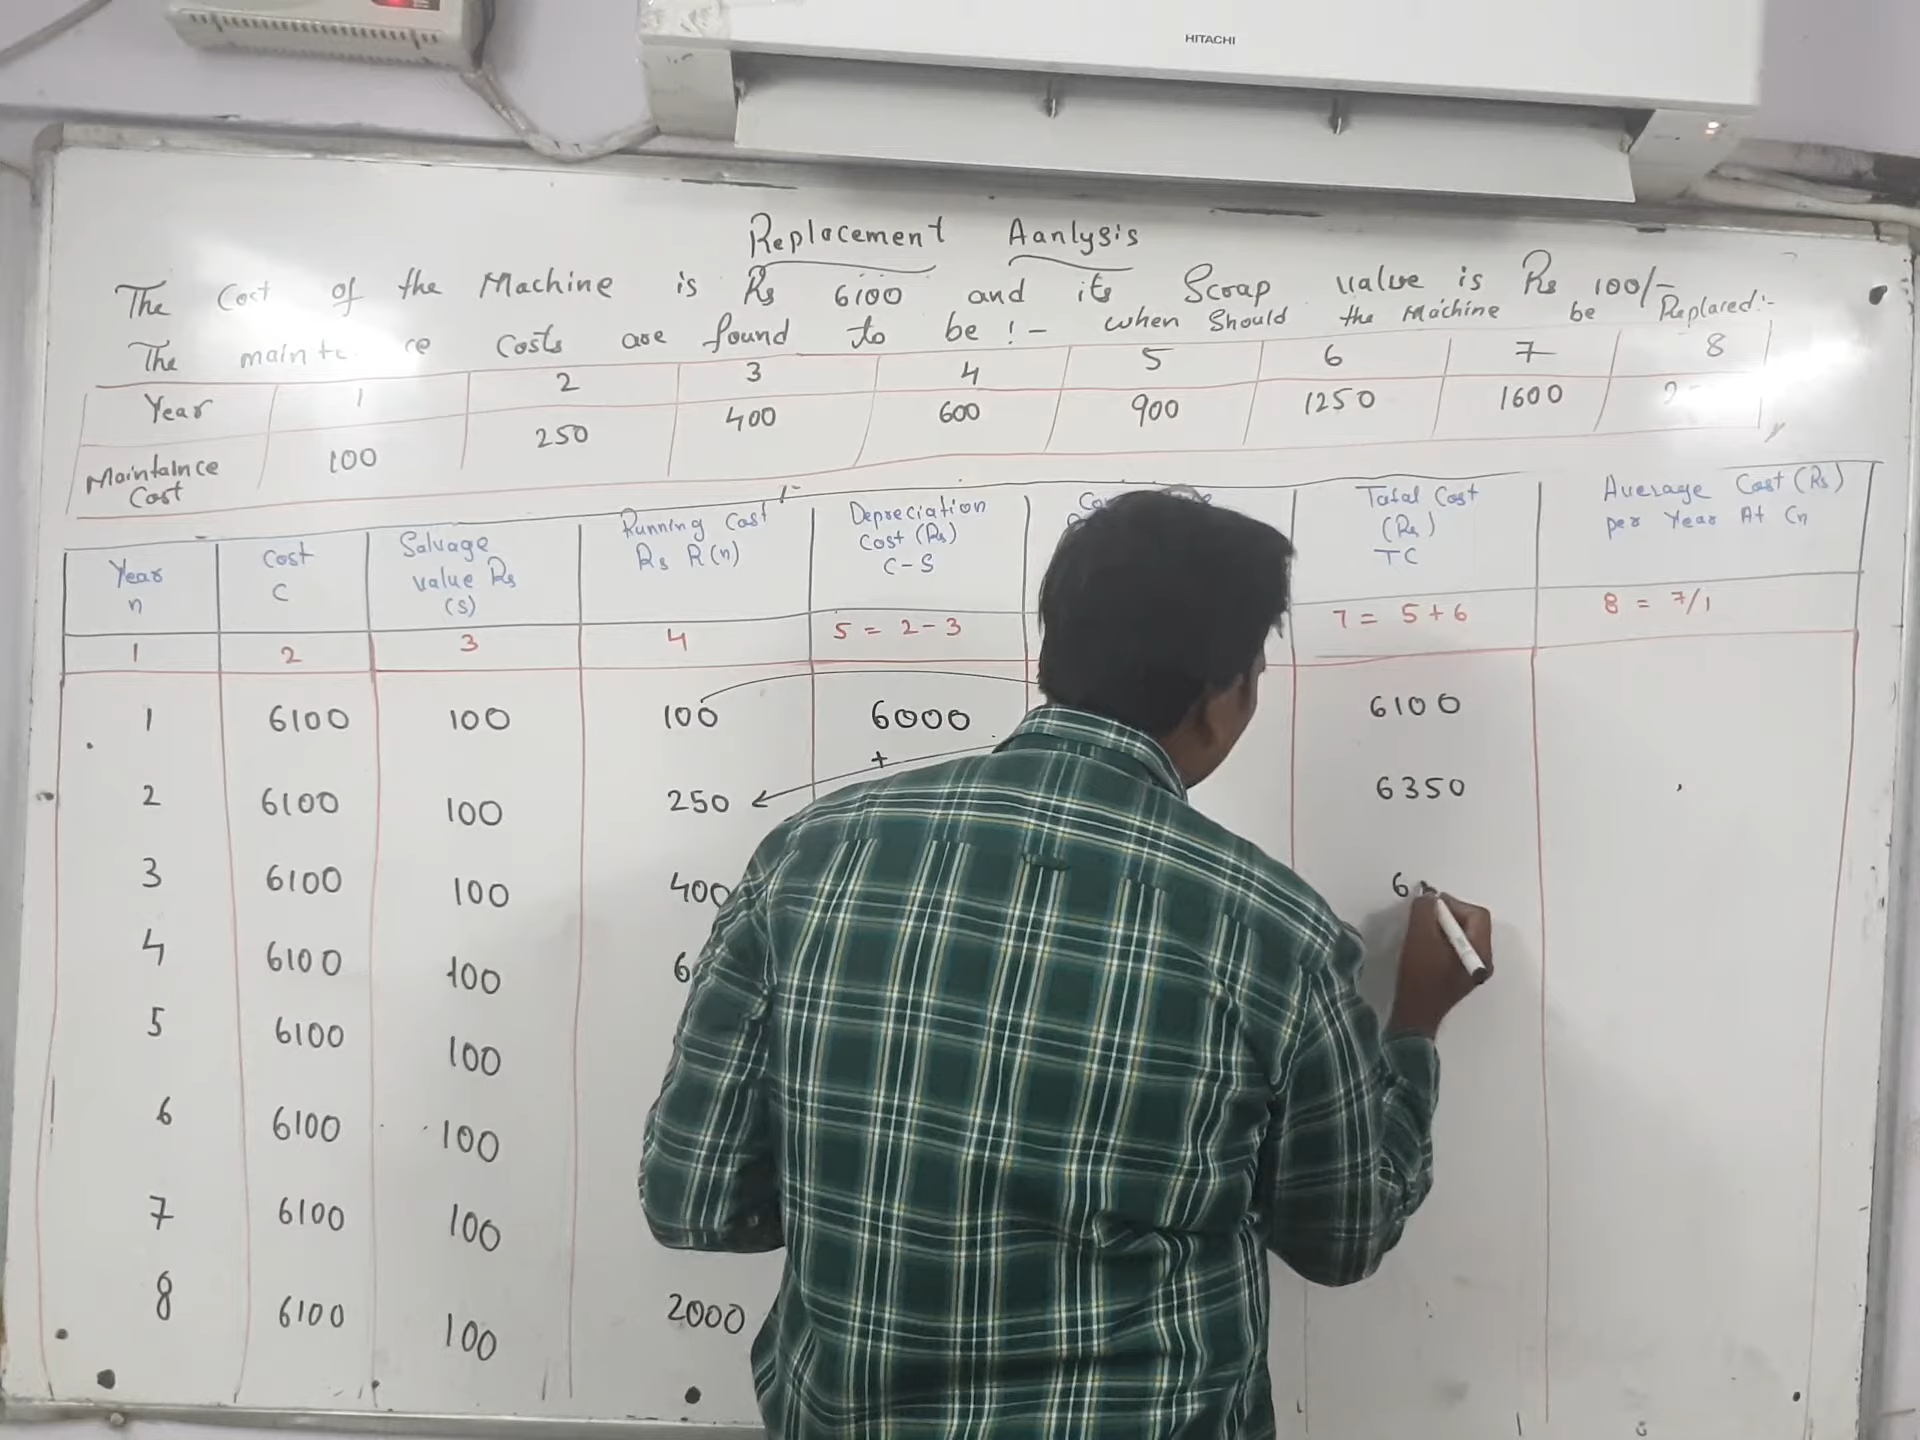 HITACHI
Replacement Aanlysis
The Cost of the Machine is Rs 6100 and its Scrap value is Rs 100/-
The costs are found to be :- when should the Machine be Replaced :-
Year 1 2 3 4 5 6 7 8
Maintaince Cost 100 250 400 600 900 1250 1600
Year n
Cost C
Salvage value Rs (S)
Running Cost Rs R(n)
Depreciation Cost (Rs) C-S
Total Cost (Rs) TC
Average Cost (Rs) per Year At Cn
1 2 3 4 5 = 2-3 7 = 5+6 8 = 7/1
1 6100 100 100 6000 6100
+
2 6100 100 250 6350
3 6100 100 400 6
4 6100 100 6
5 6100 100
6 6100 100
7 6100 100
8 6100 100 2000